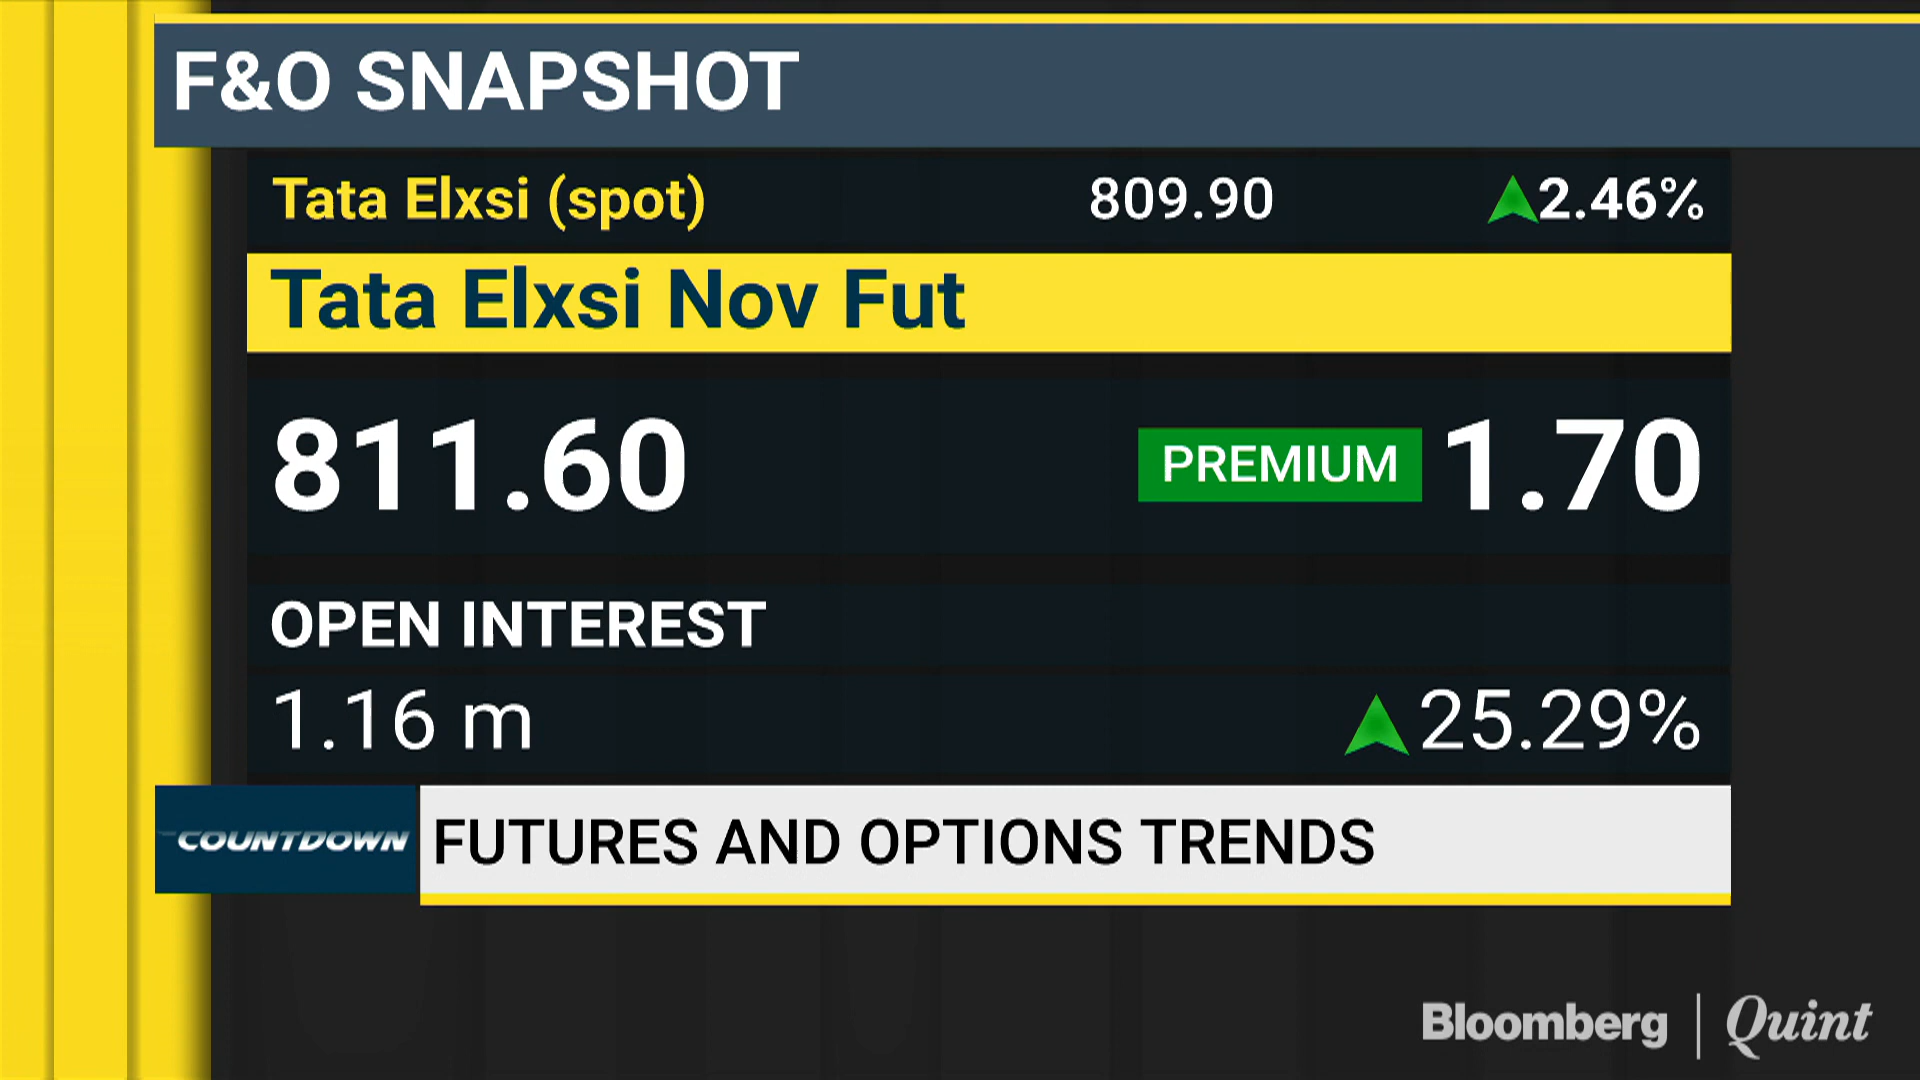 F&O SNAPSHOT
Tata Elxsi (spot) 809.90 ▲2.46%
Tata Elxsi Nov Fut
811.60 PREMIUM 1.70
OPEN INTEREST
1.16 m ▲25.29%
COUNTDOWN FUTURES AND OPTIONS TRENDS
Bloomberg | Quint